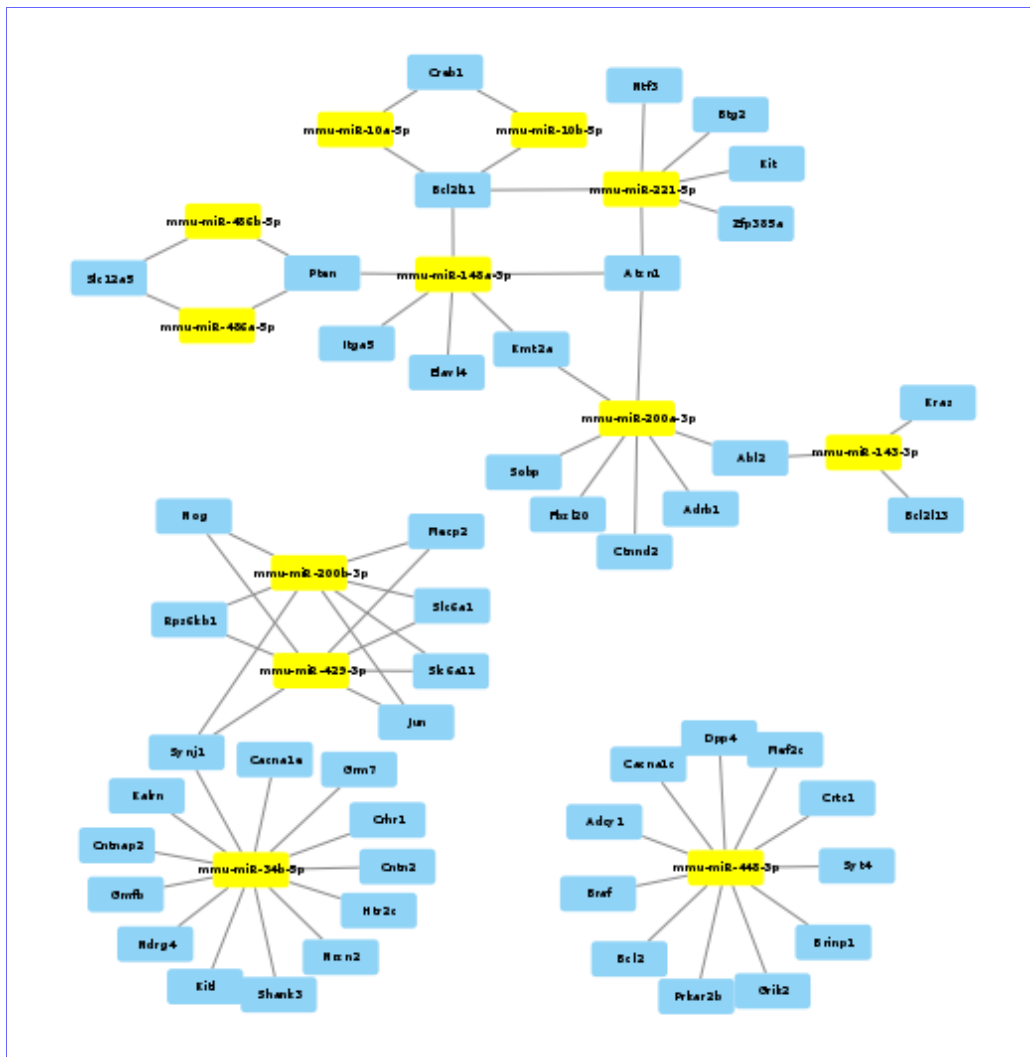 Creb1
Ntf3
Btg2
mmu-miR-10a-5p
mmu-miR-10b-5p
Kit
Bcl2l11
mmu-miR-221-5p
mmu-miR-486b-5p
Zfp385a
Slc12a5
Pten
mmu-miR-148a-3p
Atxn1
mmu-miR-486a-5p
Itga5
Kmt2a
Elavl4
Kras
mmu-miR-200a-3p
mmu-miR-143-3p
Abl2
Sobp
Adrb1
Fbxl20
Bcl2l13
Nog
Mecp2
Ctnnd2
mmu-miR-200b-3p
Slc6a1
Rps6kb1
mmu-miR-429-3p
Slc6a11
Jun
Synj1
Dpp4
Mef2c
Cacna1e
Grm7
Cacna1c
Kalrn
Crtc1
Crhr1
Adcy1
Cntnap2
Cntn2
mmu-miR-34b-5p
mmu-miR-448-3p
Syt4
Gmfb
Braf
Htr2c
Ndrg4
Brinp1
Nrxn2
Bcl2
Kitl
Shank3
Prkar2b
Grik2